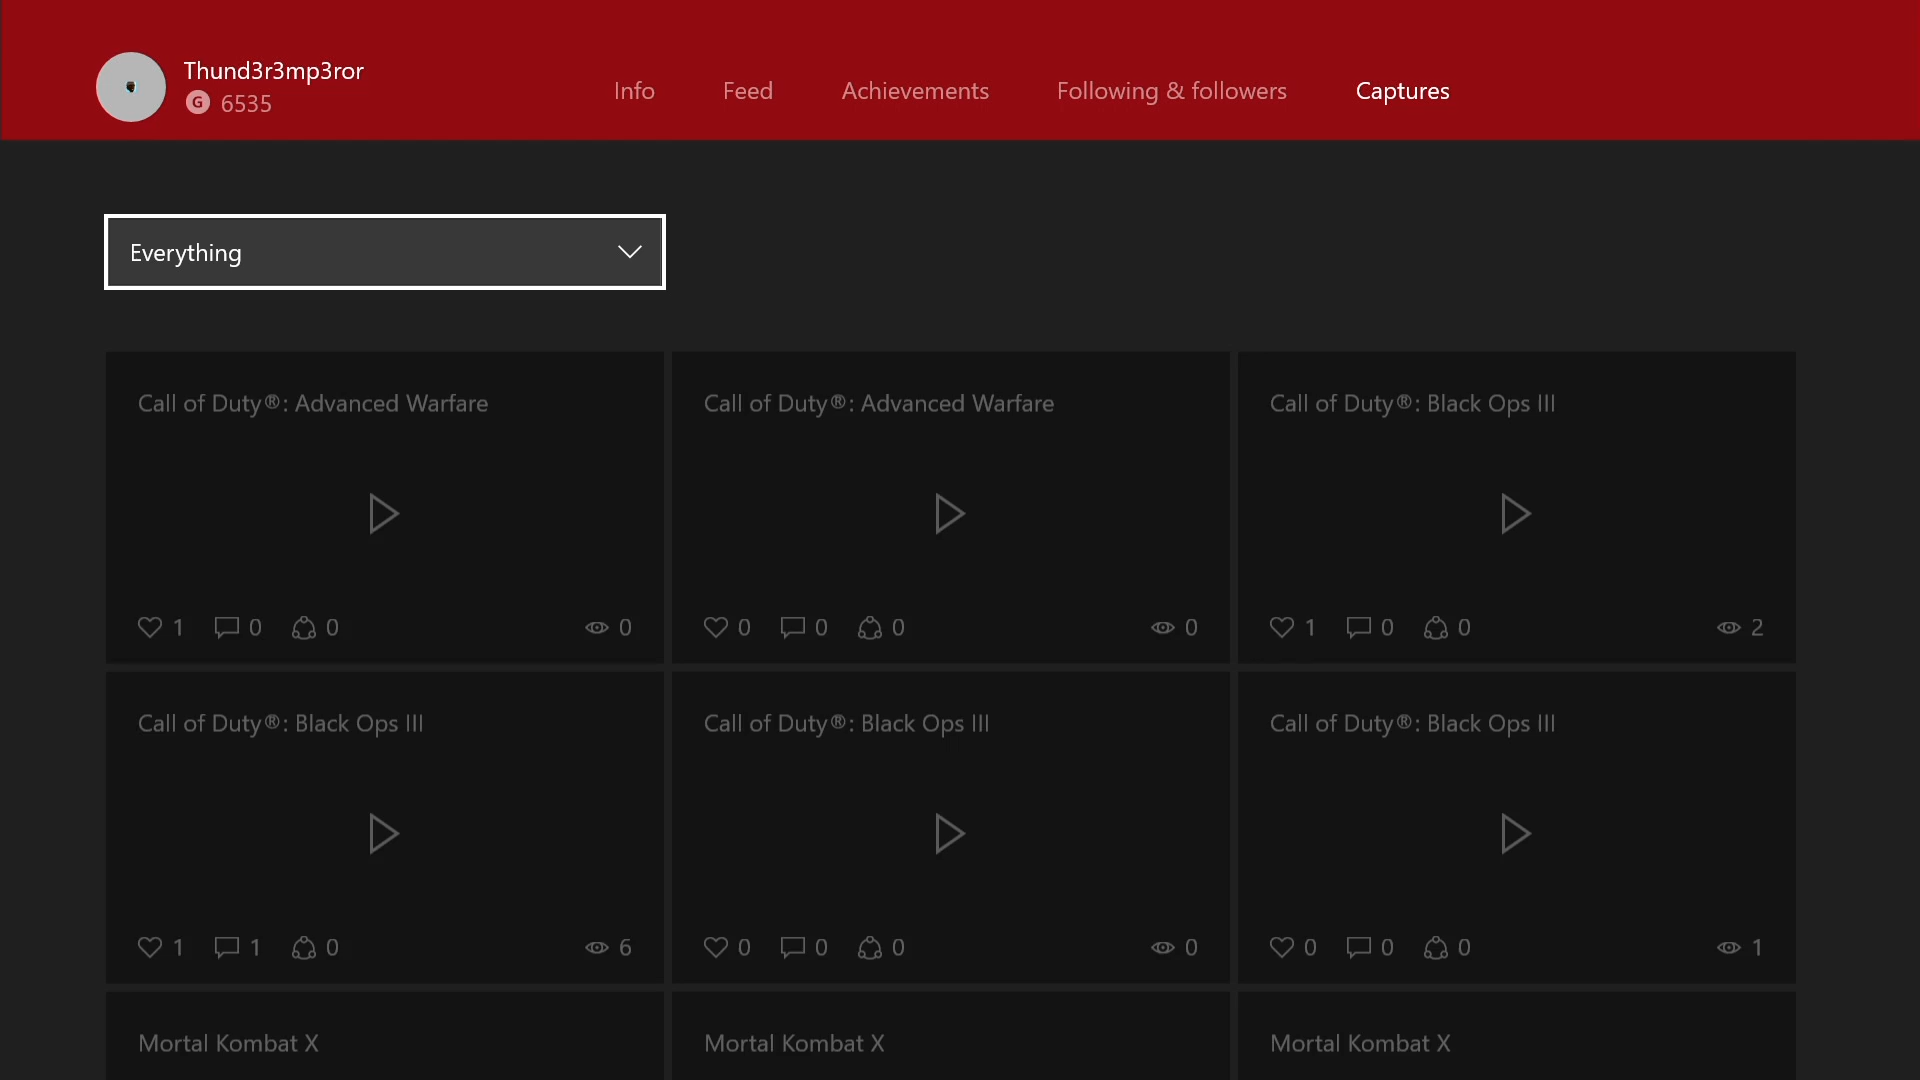 Thund3r3mp3ror
G 6535
Info Feed Achievements Following & followers Captures
Everything
Call of Duty®: Advanced Warfare
1 0 0 0
Call of Duty®: Advanced Warfare
0 0 0 0
Call of Duty®: Black Ops III
1 0 0 2
Call of Duty®: Black Ops III
1 1 0 6
Call of Duty®: Black Ops III
0 0 0 0
Call of Duty®: Black Ops III
0 0 0 1
Mortal Kombat X
Mortal Kombat X
Mortal Kombat X